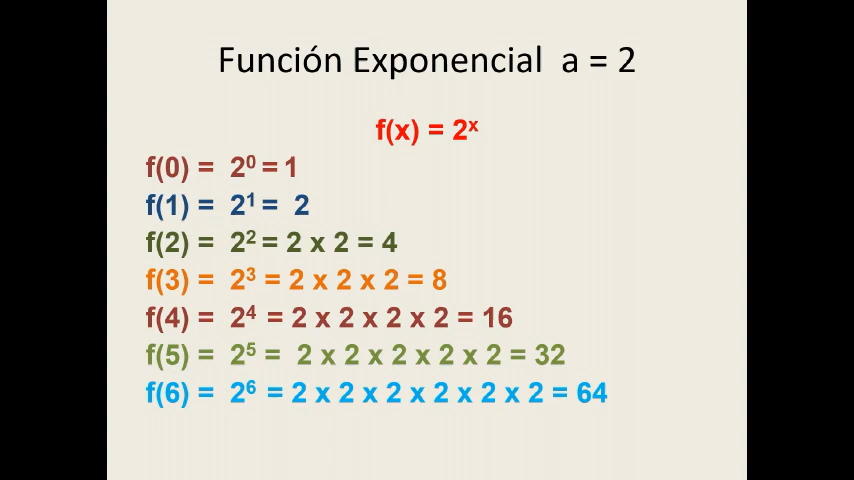 Función Exponencial a = 2
f(x) = 2ˣ
f(0) = 2⁰ = 1
f(1) = 2¹ = 2
f(2) = 2² = 2 x 2 = 4
f(3) = 2³ = 2 x 2 x 2 = 8
f(4) = 2⁴ = 2 x 2 x 2 x 2 = 16
f(5) = 2⁵ = 2 x 2 x 2 x 2 x 2 = 32
f(6) = 2⁶ = 2 x 2 x 2 x 2 x 2 x 2 = 64